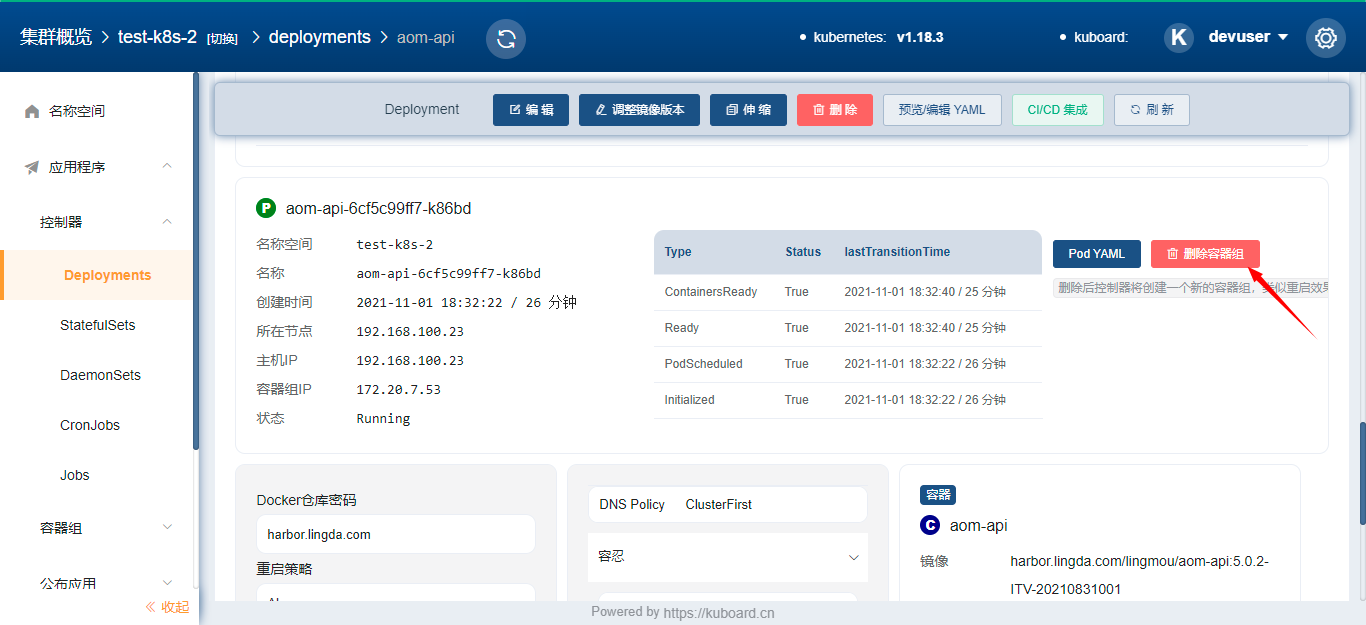 集群概览 > test-k8s-2 [切换] > deployments > aom-api
• kubernetes: v1.18.3
• kuboard:
K devuser
名称空间
应用程序
控制器
Deployments
StatefulSets
DaemonSets
CronJobs
Jobs
容器组
公布应用
收起
Deployment
编 辑
调整镜像版本
伸 缩
删 除
预览/编辑 YAML
CI/CD 集成
刷 新
P aom-api-6cf5c99ff7-k86bd
名称空间 test-k8s-2
名称 aom-api-6cf5c99ff7-k86bd
创建时间 2021-11-01 18:32:22 / 26 分钟
所在节点 192.168.100.23
主机IP 192.168.100.23
容器组IP 172.20.7.53
状态 Running
Type Status lastTransitionTime
ContainersReady True 2021-11-01 18:32:40 / 25 分钟
Ready True 2021-11-01 18:32:40 / 25 分钟
PodScheduled True 2021-11-01 18:32:22 / 26 分钟
Initialized True 2021-11-01 18:32:22 / 26 分钟
Pod YAML
删除容器组
删除后控制器将创建一个新的容器组，类似重启效果
Docker仓库密码
harbor.lingda.com
重启策略
DNS Policy ClusterFirst
容忍
容器
C aom-api
镜像 harbor.lingda.com/lingmou/aom-api:5.0.2-
ITV-20210831001
Powered by https://kuboard.cn